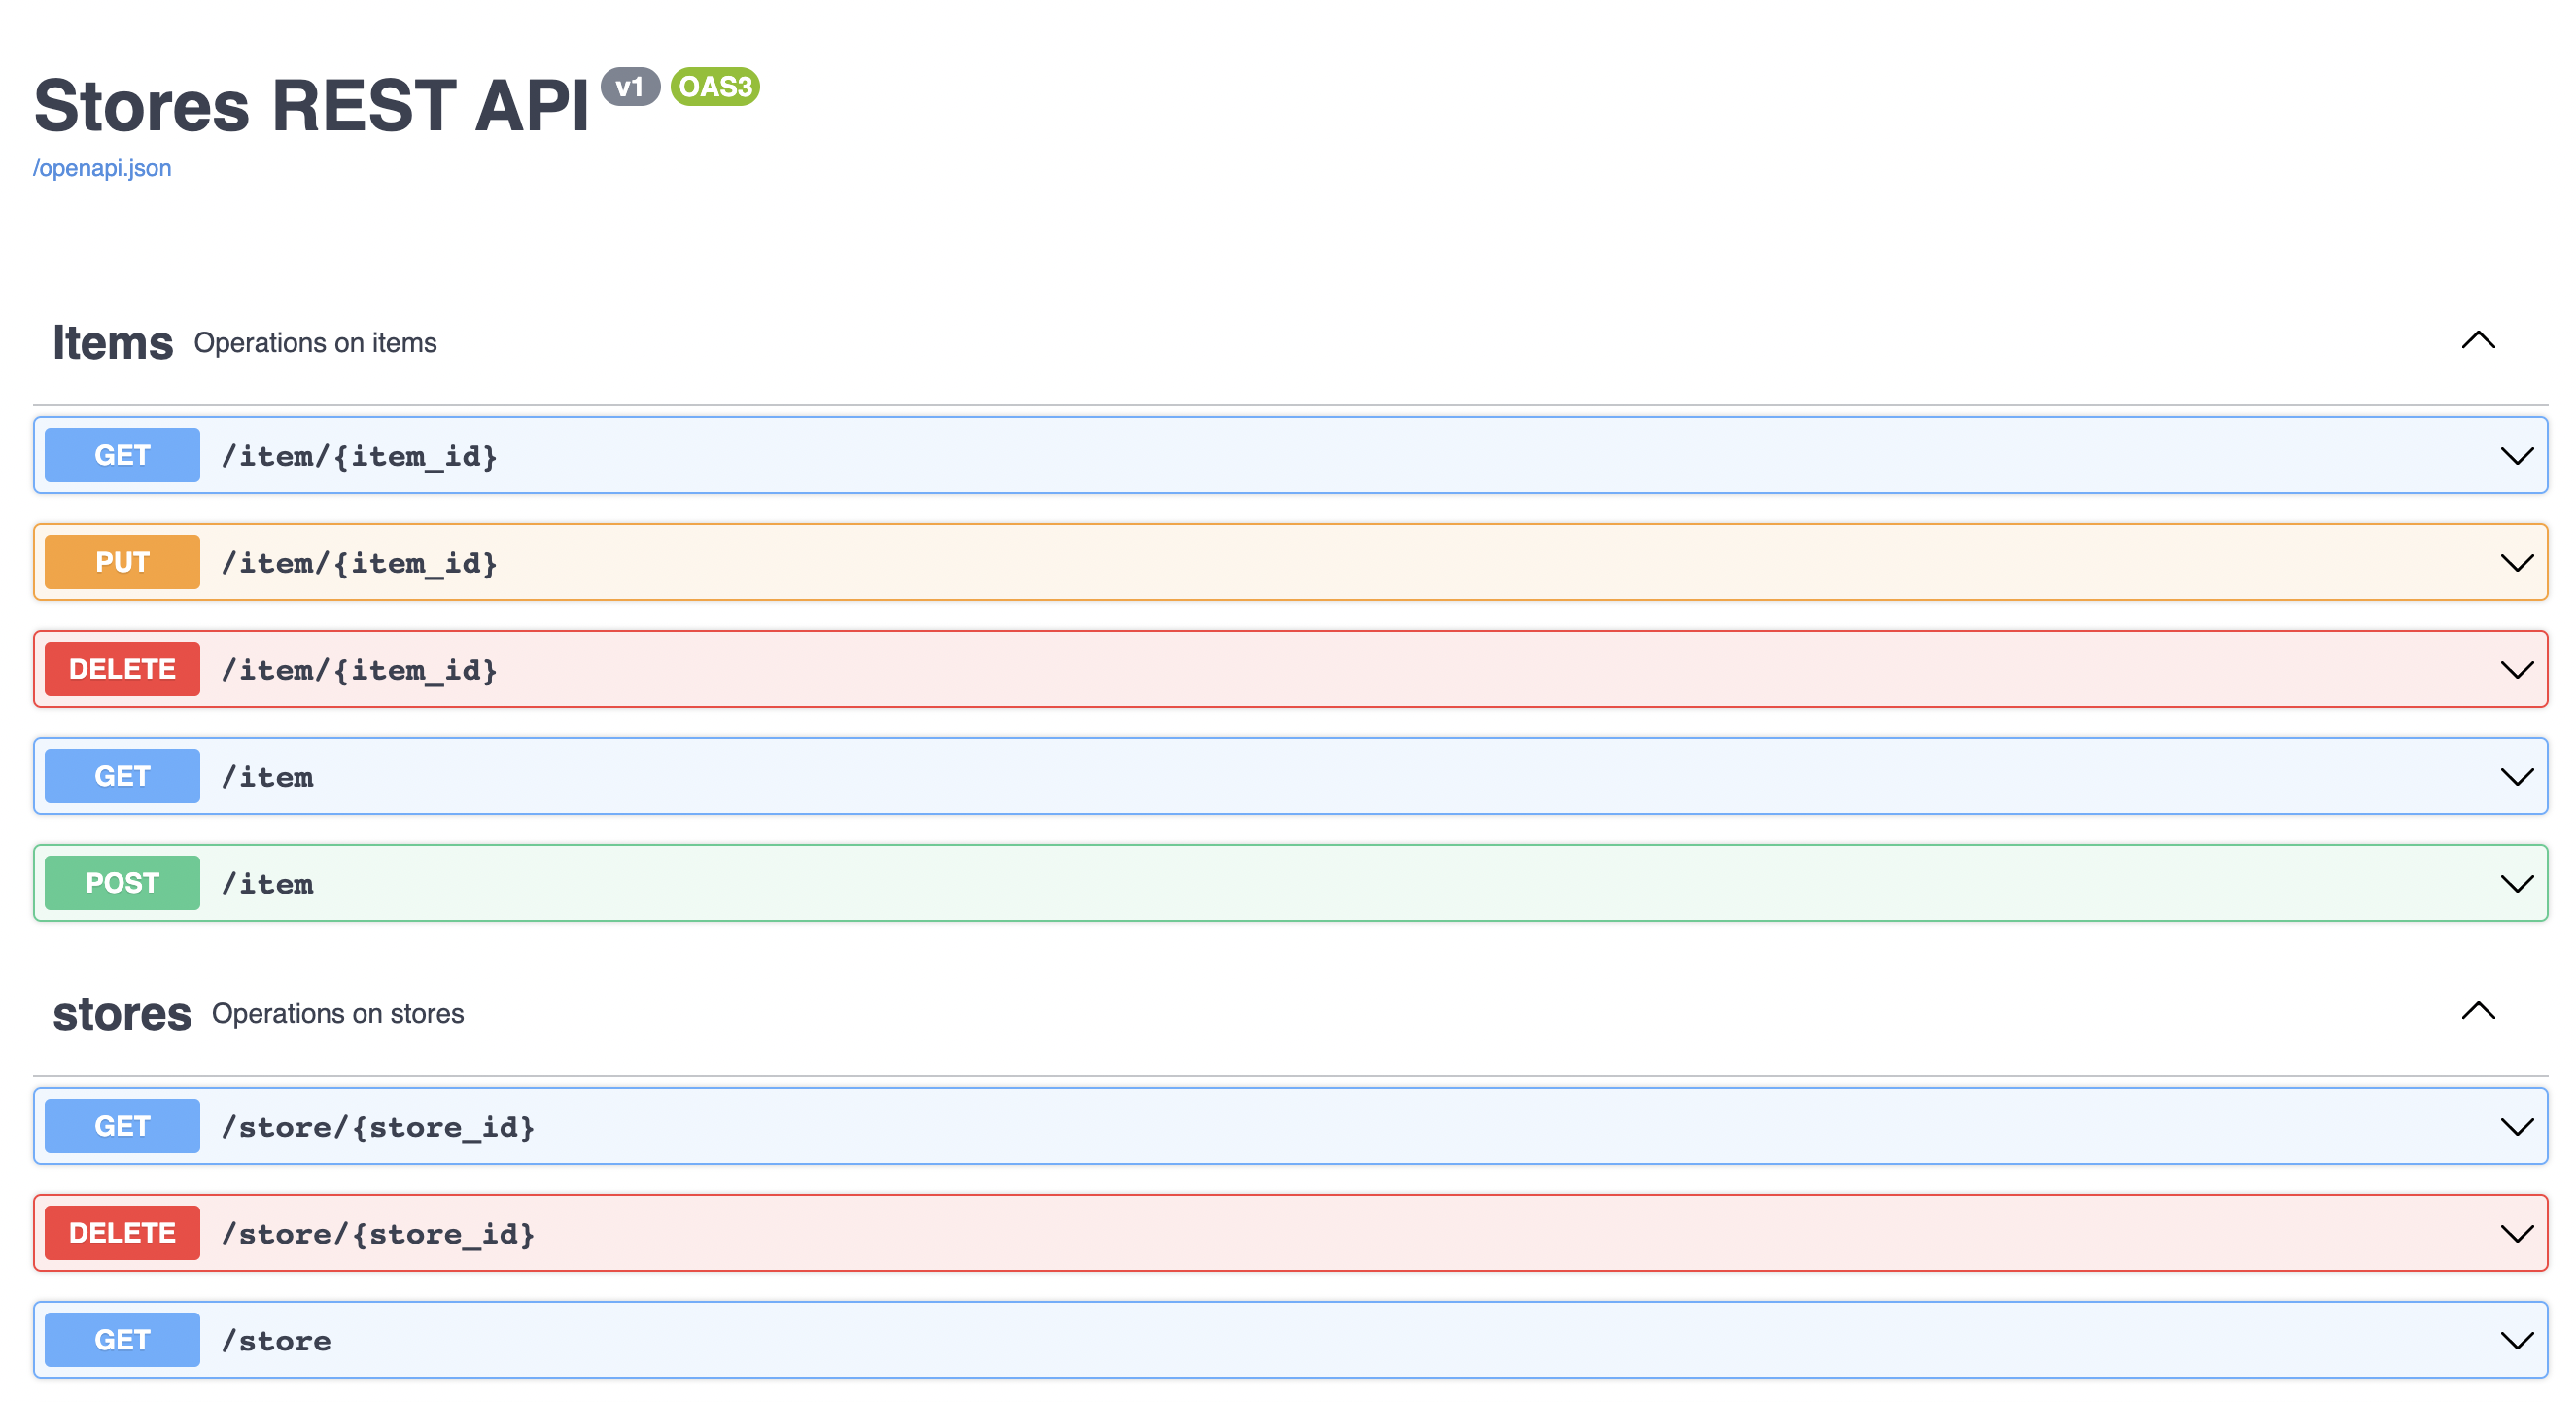 Stores REST API v1 OAS3
/openapi.json
Items Operations on items
GET /item/{item_id}
PUT /item/{item_id}
DELETE /item/{item_id}
GET /item
POST /item
stores Operations on stores
GET /store/{store_id}
DELETE /store/{store_id}
GET /store